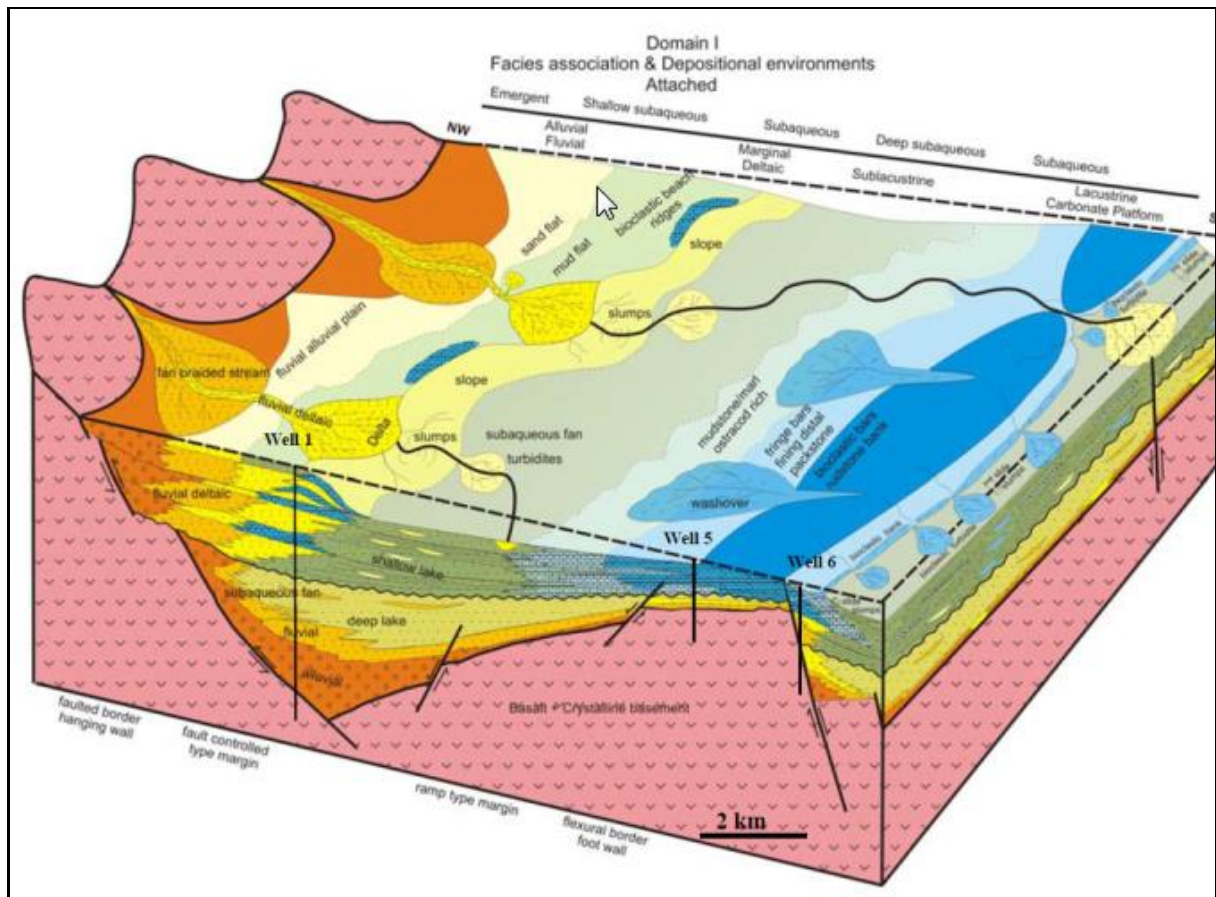 Domain I
Facies association & Depositional environments
Attached
Emergent
Shallow subaqueous
Subaqueous
Deep subaqueous
Subaqueous
NW
Alluvial
Fluvial
Marginal
Deltaic
Sublacustrine
Lacustrine
Carbonate Platform
S
sand flat
mud flat
bioclastic beach
ridges
slope
slumps
fluvial alluvial plain
fan braided stream
fluvial deltaic
Delta
slope
slumps
subaqueous fan
turbidites
mudstone/marl
ostracod rich
fringe bars
fining distal
packstone
bioclastic bars
rudstone bank
washover
Well 1
Well 5
Well 6
fluvial deltaic
shallow lake
subaqueous fan
deep lake
fluvial
alluvial
Basalt + Crystalline basement
faulted border
hanging wall
fault controlled
type margin
ramp type margin
flexural border
foot wall
2 km